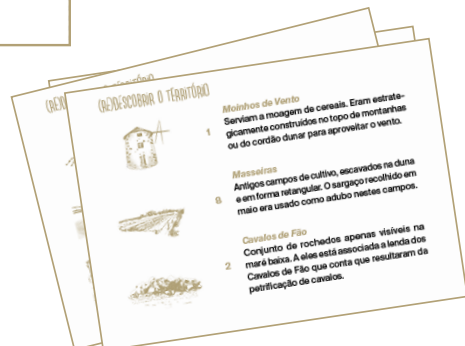 (RE)DESCOBRIR O TERRITÓRIO
Moinhos de Vento
1
Serviam a moagem de cereais. Eram estrate-
gicamente construídos no topo de montanhas
ou do cordão dunar para aproveitar o vento.
Masseiras
8
Antigos campos de cultivo, escavados na duna
e em forma retangular. O sargaço recolhido em
maio era usado como adubo nestes campos.
Cavalos de Fão
2
Conjunto de rochedos apenas visíveis na
maré baixa. A eles está associada a lenda dos
Cavalos de Fão que conta que resultaram da
petrificação de cavalos.